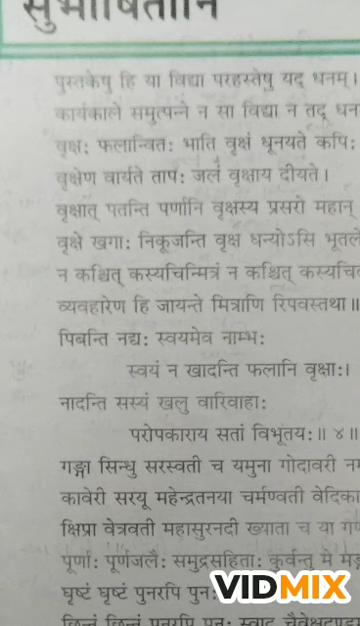 सुभाषितानि
पुस्तकेषु हि या विद्या परहस्तेषु यद् धनम्।
कार्यकाले समुत्पन्ने न सा विद्या न तद् धन
वृक्षः फलान्वितः भाति वृक्षं धूनयते कपिः
वृक्षेण वार्यते तापः जलं वृक्षाय दीयते।
वृक्षात् पतन्ति पर्णानि वृक्षस्य प्रसरो महान्
वृक्षे खगाः निकूजन्ति वृक्ष धन्योऽसि भूतले
न कश्चित् कस्यचिन्मित्रं न कश्चित् कस्यचि
व्यवहारेण हि जायन्ते मित्राणि रिपवस्तथा॥
पिबन्ति नद्यः स्वयमेव नाम्भः
स्वयं न खादन्ति फलानि वृक्षाः।
नादन्ति सस्यं खलु वारिवाहाः
परोपकाराय सतां विभूतयः॥ ४॥
गङ्गा सिन्धु सरस्वती च यमुना गोदावरी न
कावेरी सरयू महेन्द्रतनया चर्मण्वती वेदिका
क्षिप्रा वेत्रवती महासुरनदी ख्याता च या ग
पूर्णाः पूर्णजलैः समुद्रसहिताः कुर्वन्तु मे म
घृष्टं घृष्टं पुनरपि पुनः
छिन्नं छिन्नं पुनरपि पुनः स्वादु
VIDMIX